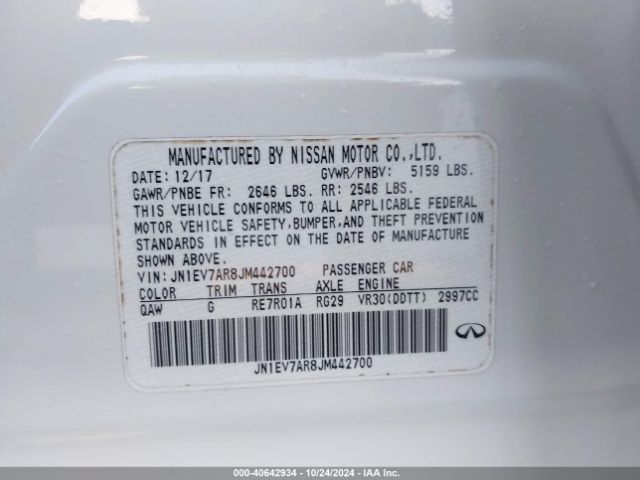 MANUFACTURED BY NISSAN MOTOR CO.,LTD.
DATE: 12/17 GVWR/PNBV: 5159 LBS.
GAWR/PNBE FR: 2646 LBS. RR: 2546 LBS.
THIS VEHICLE CONFORMS TO ALL APPLICABLE FEDERAL
MOTOR VEHICLE SAFETY,BUMPER,AND THEFT PREVENTION
STANDARDS IN EFFECT ON THE DATE OF MANUFACTURE
SHOWN ABOVE.
VIN: JN1EV7AR8JM442700 PASSENGER CAR
COLOR TRIM TRANS AXLE ENGINE
QAW G RE7R01A RG29 VR30(DDTT) 2997CC
JN1EV7AR8JM442700
000-40642934 - 10/24/2024 - IAAI.COM